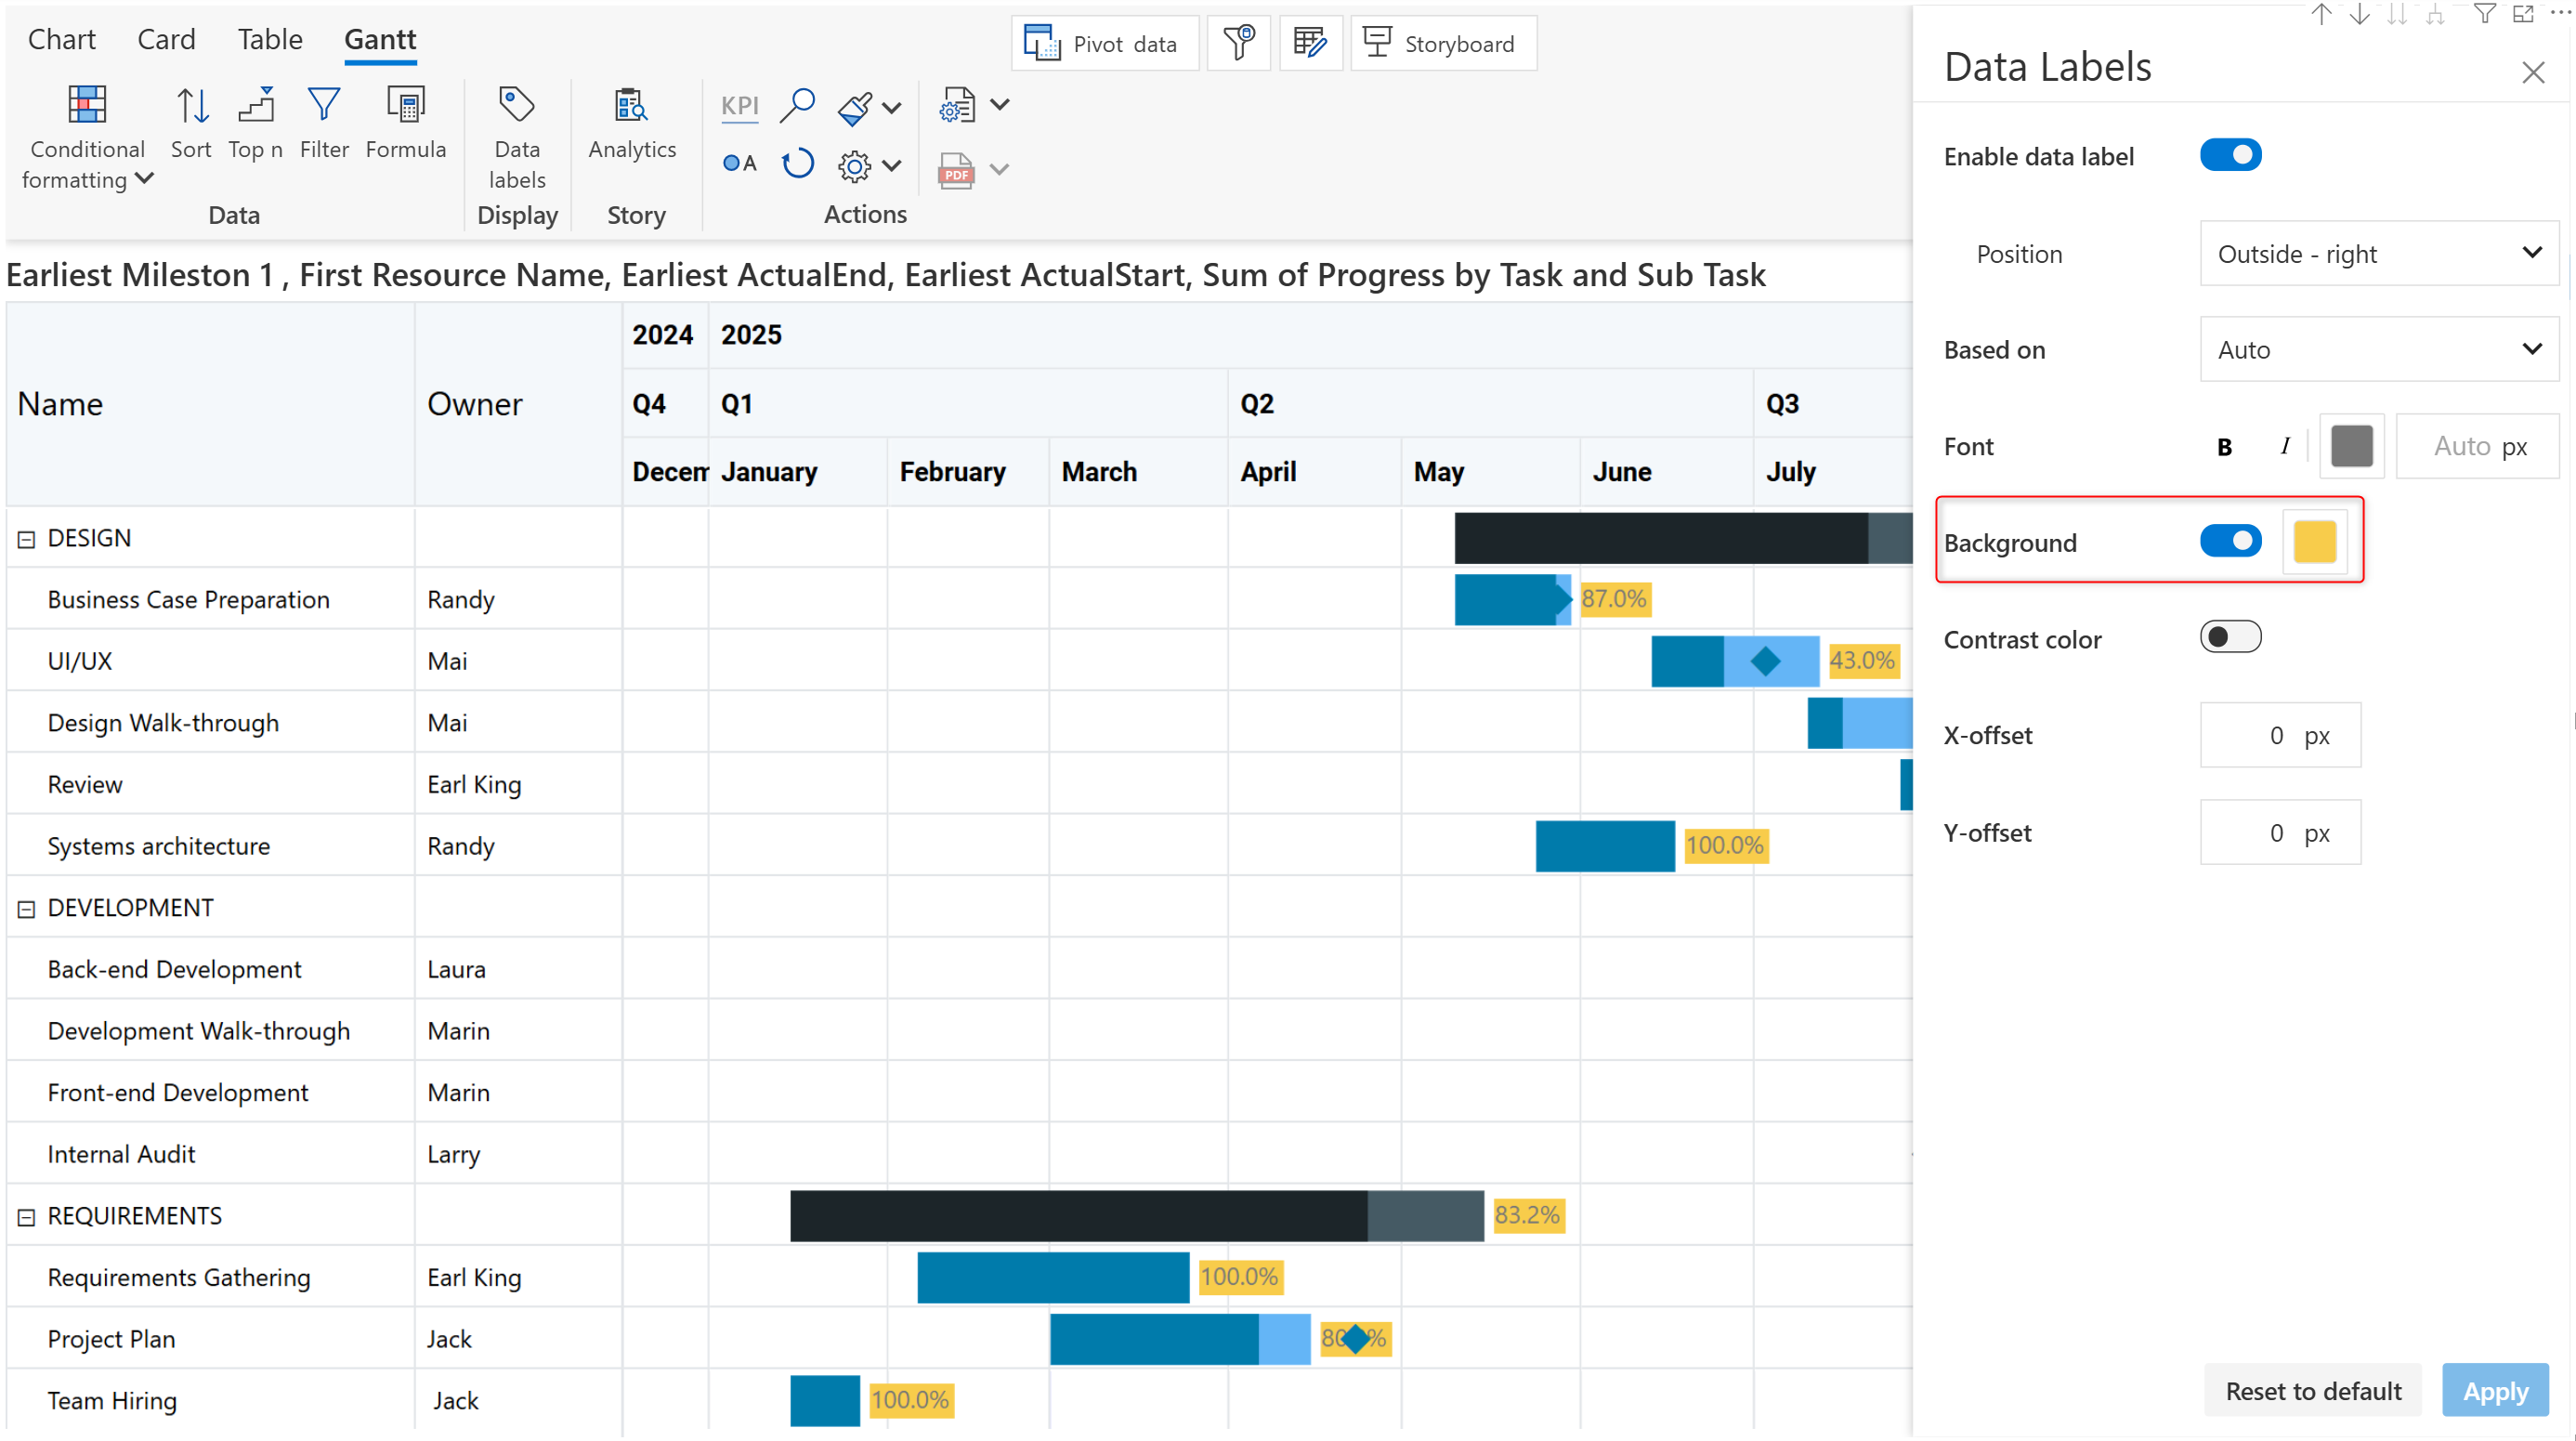 Chart Card Table Gantt
Pivot data
Storyboard
Conditional formatting
Sort
Top n
Filter
Formula
Data
Data labels
Display
Analytics
Story
KPI
A
PDF
Actions
Earliest Mileston 1 , First Resource Name, Earliest ActualEnd, Earliest ActualStart, Sum of Progress by Task and Sub Task
Name Owner
2024 2025
Q4 Q1 Q2 Q3
Decem January February March April May June July
DESIGN
Business Case Preparation Randy 87.0%
UI/UX Mai 43.0%
Design Walk-through Mai
Review Earl King
Systems architecture Randy 100.0%
DEVELOPMENT
Back-end Development Laura
Development Walk-through Marin
Front-end Development Marin
Internal Audit Larry
REQUIREMENTS 83.2%
Requirements Gathering Earl King 100.0%
Project Plan Jack
Team Hiring Jack 100.0%
Data Labels
Enable data label
Position Outside - right
Based on Auto
Font B I Auto px
Background
Contrast color
X-offset 0 px
Y-offset 0 px
Reset to default Apply